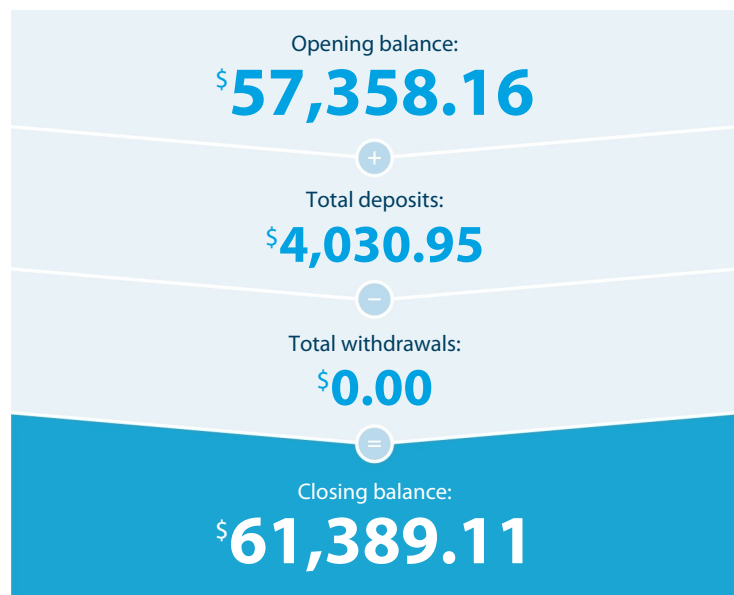 Opening balance:
$57,358.16
+
Total deposits:
$4,030.95
−
Total withdrawals:
$0.00
=
Closing balance:
$61,389.11